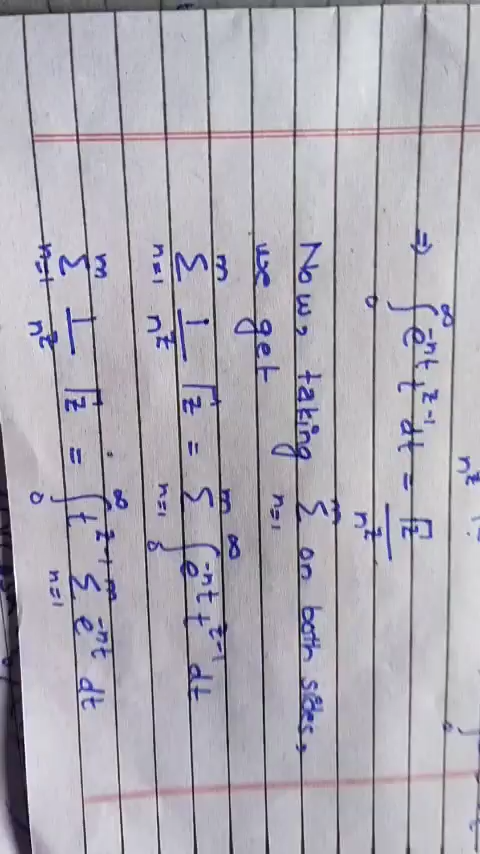 ⇒ ∫₀^∞ e^{-nt} t^{z-1} dt = Γz / n^z
Now, taking Σ_{n=1}^{m} on both sides,
we get
Σ_{n=1}^{m} 1/n^z Γz = Σ_{n=1}^{m} ∫₀^∞ e^{-nt} t^{z-1} dt
Σ_{n=1}^{m} 1/n^z Γz = ∫₀^∞ t^{z-1} Σ_{n=1}^{m} e^{-nt} dt